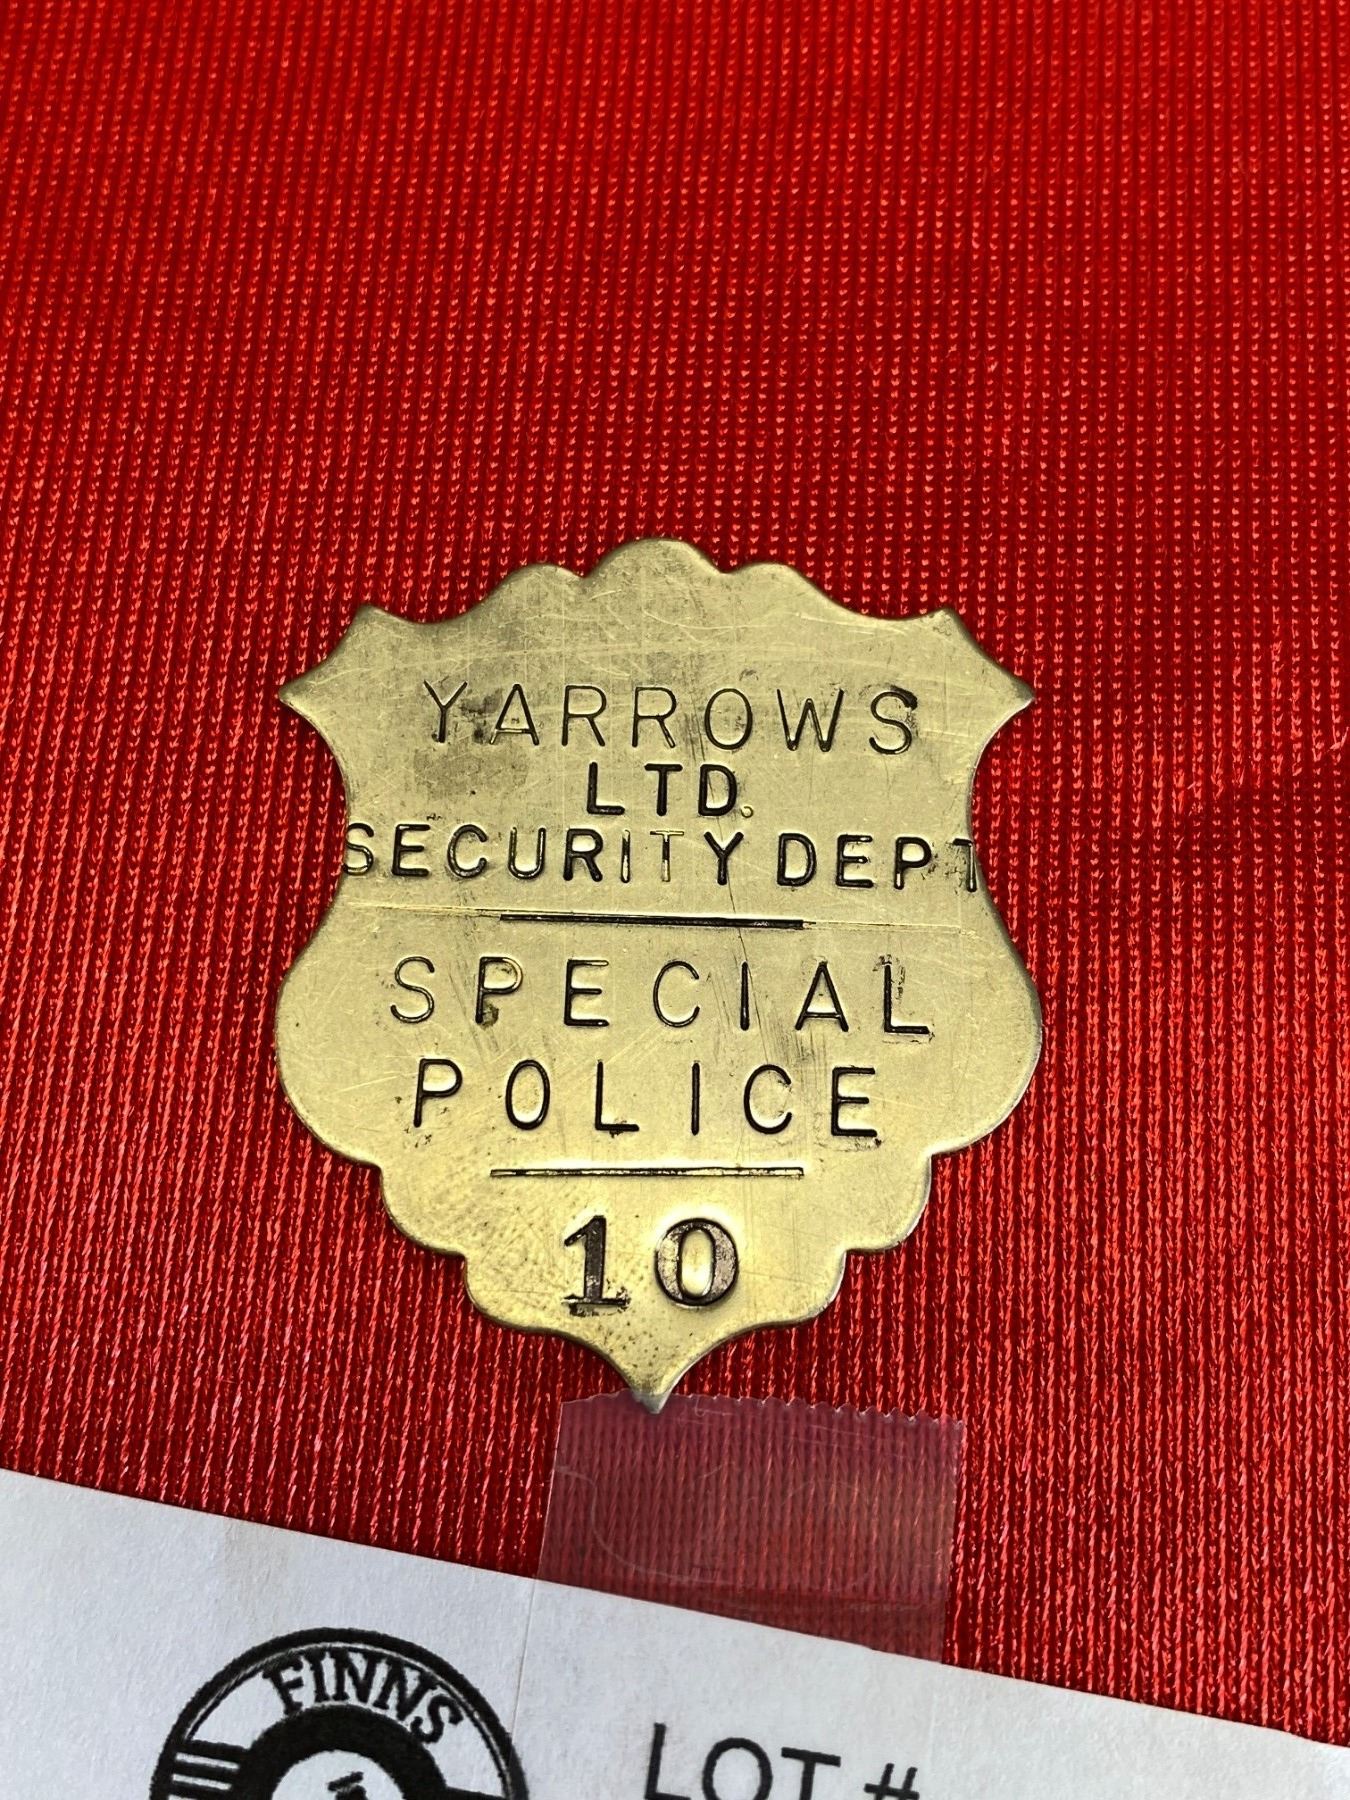 YARROWS
LTD.
SECURITY DEPT
SPECIAL
POLICE
10
FINNS
LOT #